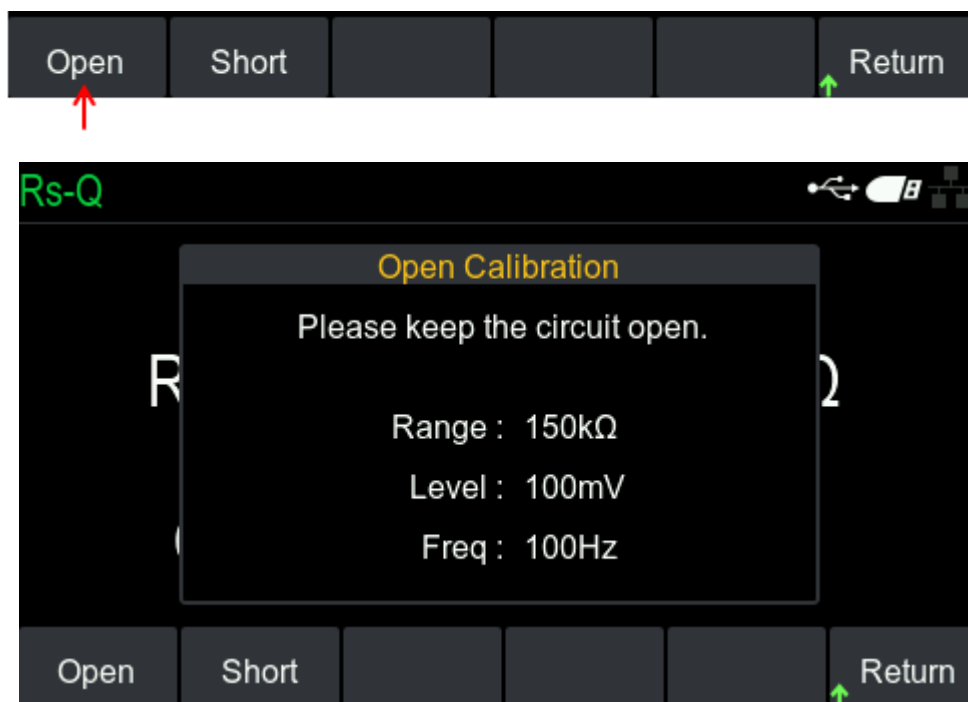 Open Short Return
Rs-Q
Open Calibration
Please keep the circuit open.
R Ω
Range : 150kΩ
Level : 100mV
Freq : 100Hz
Open Short Return